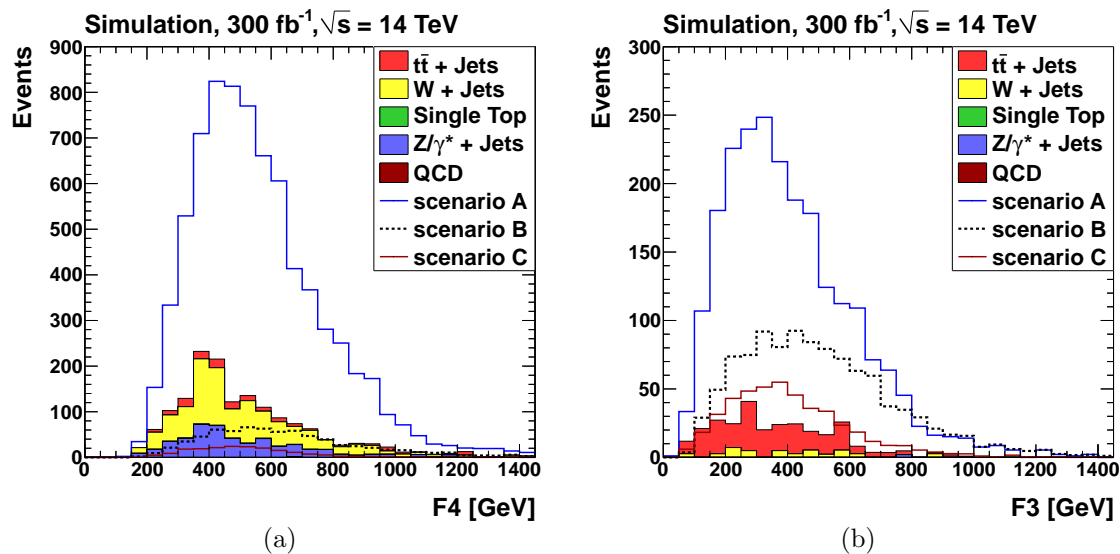 Simulation, 300 fb⁻¹, √s = 14 TeV
Events
900
800
700
600
500
400
300
200
100
0
tt̄ + Jets
W + Jets
Single Top
Z/γ* + Jets
QCD
scenario A
scenario B
scenario C
0 200 400 600 800 1000 1200 1400
F4 [GeV]
(a)
Simulation, 300 fb⁻¹, √s = 14 TeV
Events
300
250
200
150
100
50
0
tt̄ + Jets
W + Jets
Single Top
Z/γ* + Jets
QCD
scenario A
scenario B
scenario C
0 200 400 600 800 1000 1200 1400
F3 [GeV]
(b)